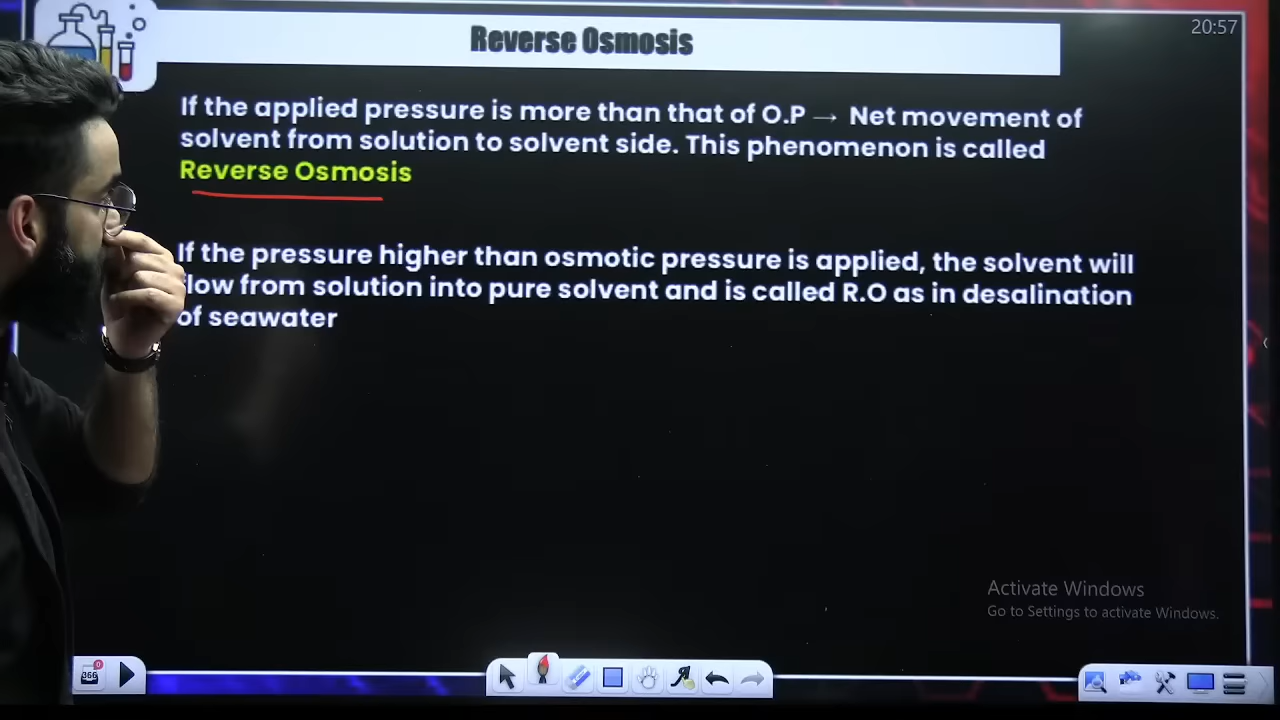 Reverse Osmosis
20:57
If the applied pressure is more than that of O.P → Net movement of
solvent from solution to solvent side. This phenomenon is called
Reverse Osmosis
If the pressure higher than osmotic pressure is applied, the solvent will
flow from solution into pure solvent and is called R.O as in desalination
of seawater
Activate Windows
Go to Settings to activate Windows.
366
0